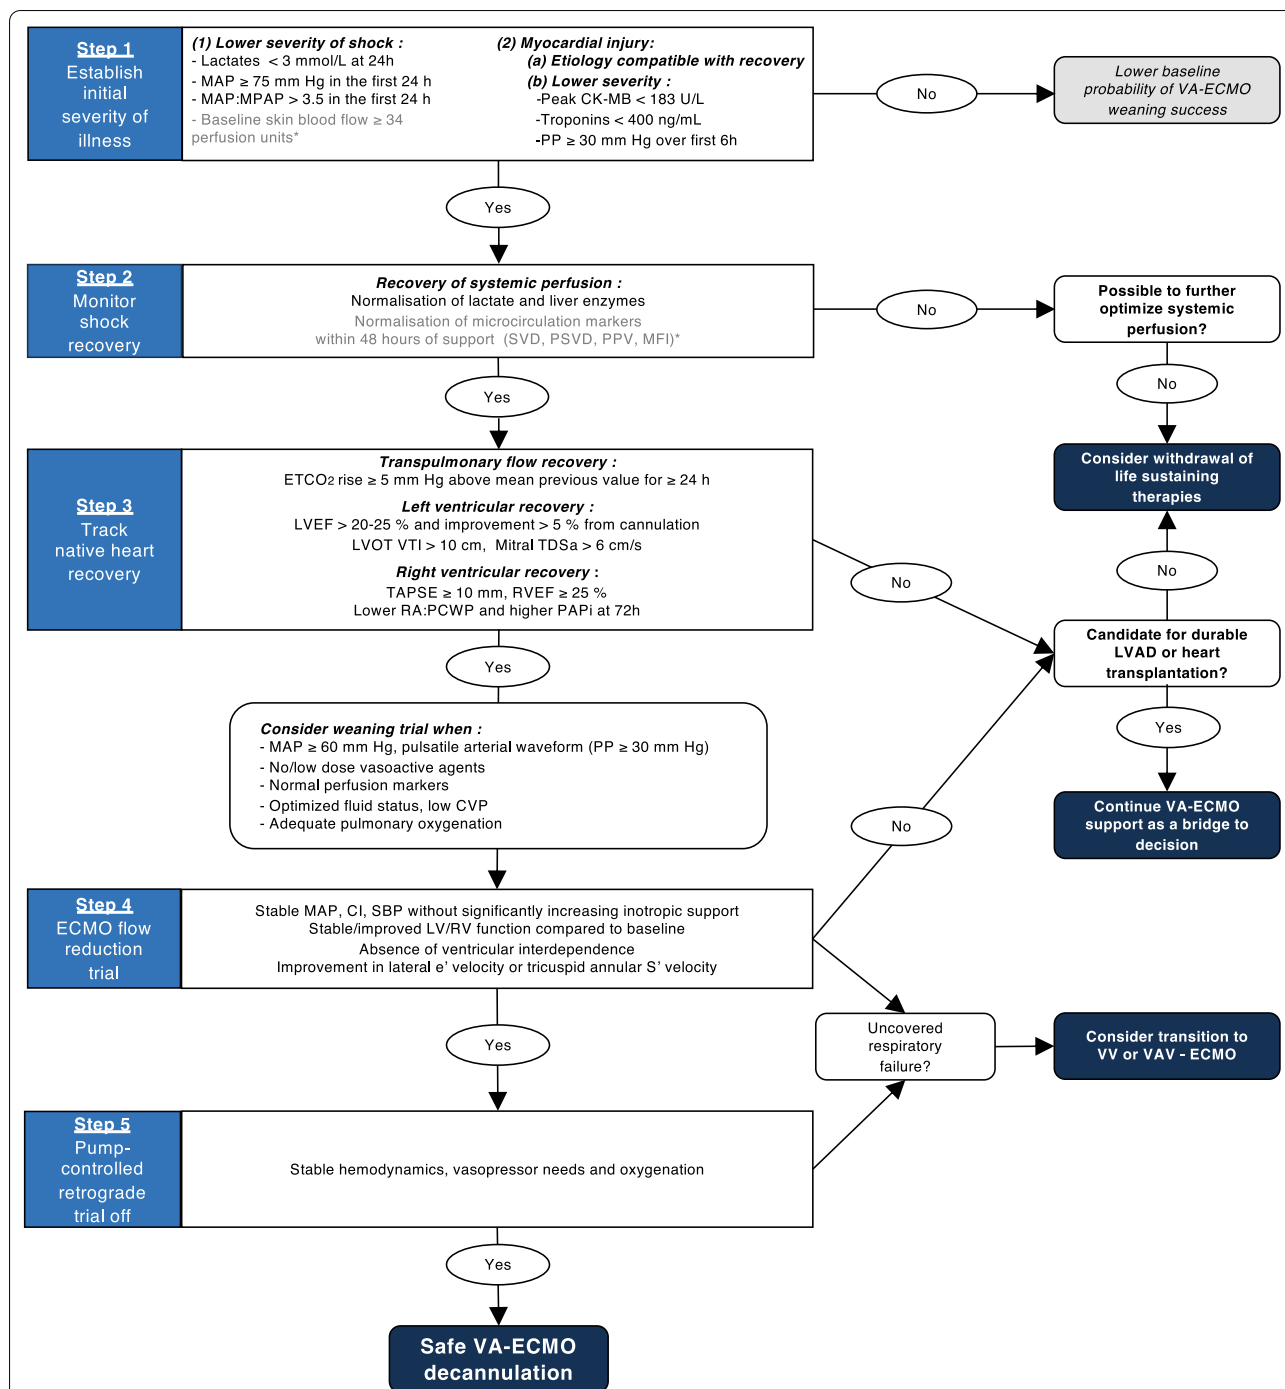 Step 1
Establish
initial
severity of
illness
(1) Lower severity of shock :
- Lactates < 3 mmol/L at 24h
- MAP ≥ 75 mm Hg in the first 24 h
- MAP:MPAP > 3.5 in the first 24 h
- Baseline skin blood flow ≥ 34
perfusion units*
(2) Myocardial injury:
(a) Etiology compatible with recovery
(b) Lower severity :
-Peak CK-MB < 183 U/L
-Troponins < 400 ng/mL
-PP ≥ 30 mm Hg over first 6h
No
Lower baseline
probability of VA-ECMO
weaning success
Yes
Step 2
Monitor
shock
recovery
Recovery of systemic perfusion :
Normalisation of lactate and liver enzymes
Normalisation of microcirculation markers
within 48 hours of support (SVD, PSVD, PPV, MFI)*
No
Possible to further
optimize systemic
perfusion?
No
Yes
Consider withdrawal of
life sustaining
therapies
Step 3
Track
native heart
recovery
Transpulmonary flow recovery :
ETCO2 rise ≥ 5 mm Hg above mean previous value for ≥ 24 h
Left ventricular recovery :
LVEF > 20-25 % and improvement > 5 % from cannulation
LVOT VTI > 10 cm, Mitral TDSa > 6 cm/s
Right ventricular recovery :
TAPSE ≥ 10 mm, RVEF ≥ 25 %
Lower RA:PCWP and higher PAPi at 72h
No
No
Candidate for durable
LVAD or heart
transplantation?
Yes
Yes
Consider weaning trial when :
- MAP ≥ 60 mm Hg, pulsatile arterial waveform (PP ≥ 30 mm Hg)
- No/low dose vasoactive agents
- Normal perfusion markers
- Optimized fluid status, low CVP
- Adequate pulmonary oxygenation
No
Continue VA-ECMO
support as a bridge to
decision
Step 4
ECMO flow
reduction
trial
Stable MAP, CI, SBP without significantly increasing inotropic support
Stable/improved LV/RV function compared to baseline
Absence of ventricular interdependence
Improvement in lateral e' velocity or tricuspid annular S' velocity
Yes
Uncovered
respiratory
failure?
Consider transition to
VV or VAV - ECMO
Step 5
Pump-
controlled
retrograde
trial off
Stable hemodynamics, vasopressor needs and oxygenation
Yes
Safe VA-ECMO
decannulation